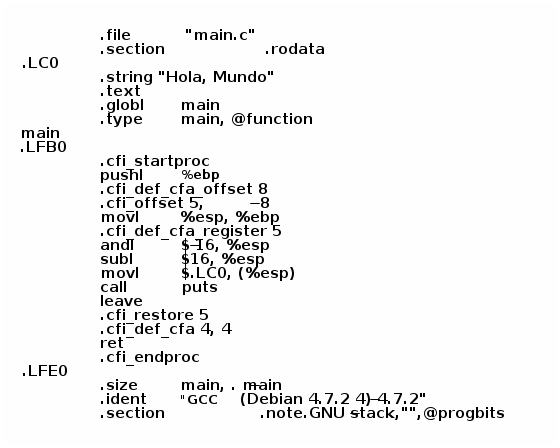 .file "main.c"
.section .rodata
.LC0
.string "Hola, Mundo"
.text
.globl main
.type main, @function
main
.LFB0
.cfi_startproc
pushl %ebp
.cfi_def_cfa_offset 8
.cfi_offset 5, -8
movl %esp, %ebp
.cfi_def_cfa_register 5
andl $-16, %esp
subl $16, %esp
movl $.LC0, (%esp)
call puts
leave
.cfi_restore 5
.cfi_def_cfa 4, 4
ret
.cfi_endproc
.LFE0
.size main, . -main
.ident "GCC (Debian 4.7.2 4)-4.7.2"
.section .note.GNU -stack,"",@progbits